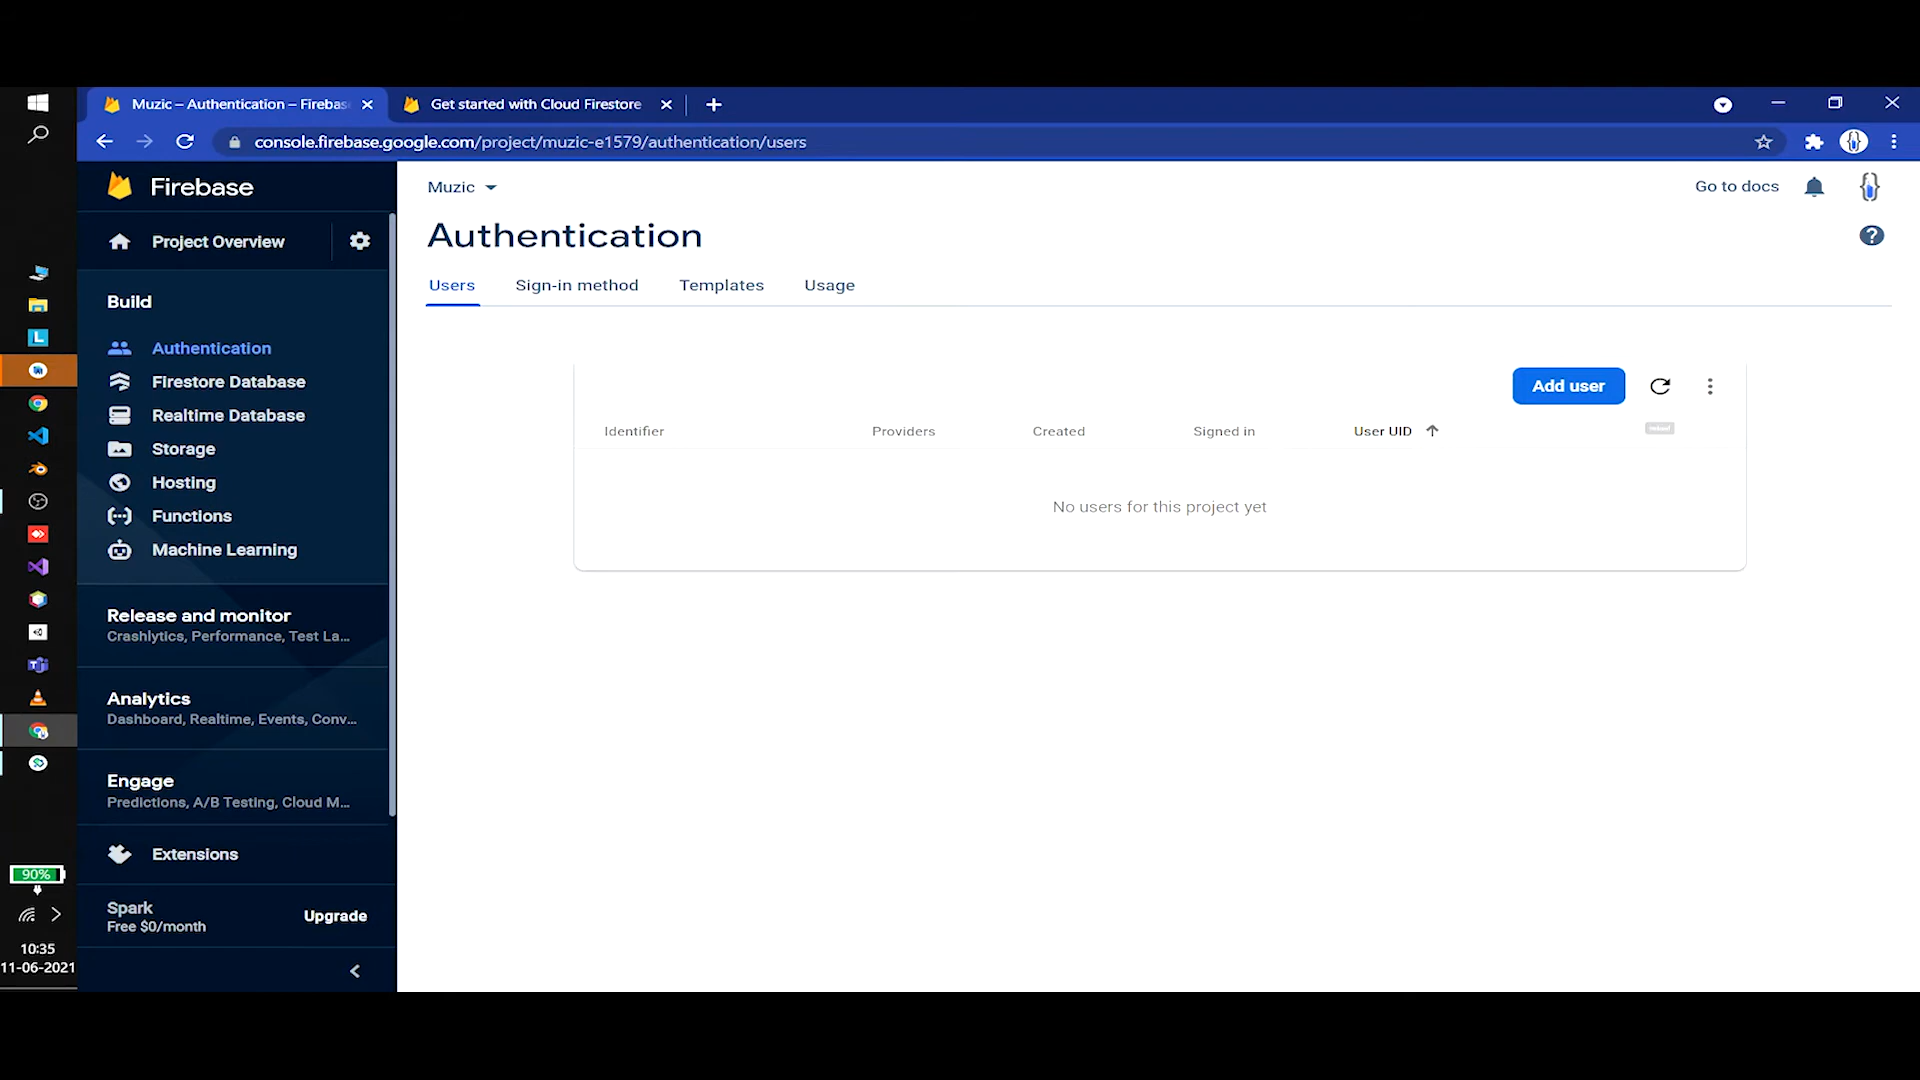 Muzic – Authentication – Firebas
Get started with Cloud Firestore
console.firebase.google.com/project/muzic-e1579/authentication/users
Firebase
Project Overview
Build
Authentication
Firestore Database
Realtime Database
Storage
Hosting
Functions
Machine Learning
Release and monitor
Crashlytics, Performance, Test La...
Analytics
Dashboard, Realtime, Events, Conv...
Engage
Predictions, A/B Testing, Cloud M...
Extensions
Spark
Free $0/month
Upgrade
Muzic
Go to docs
Authentication
Users
Sign-in method
Templates
Usage
Add user
Identifier
Providers
Created
Signed in
User UID
No users for this project yet
L
90%
10:35
11-06-2021